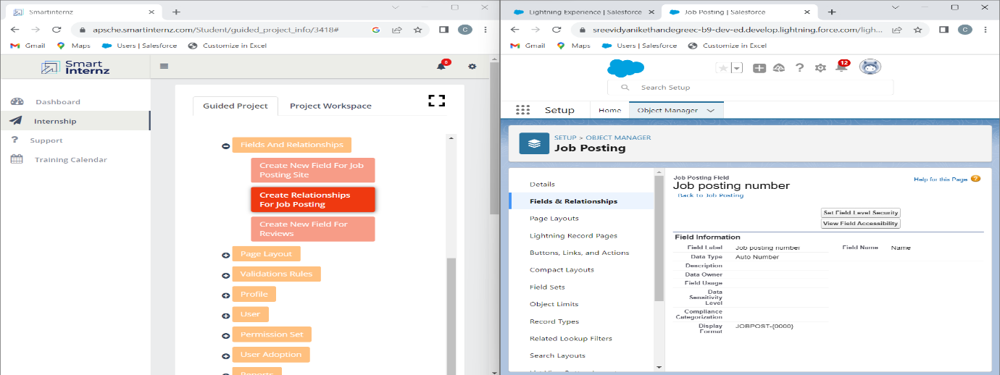 Smartinternz
apsche.smartinternz.com/Student/guided_project_info/3418#
Gmail
Maps
Users | Salesforce
Customize in Excel
Smart
Internz
0
Dashboard
Internship
Support
Training Calendar
Guided Project
Project Workspace
Fields And Relationships
Create New Field For Job
Posting Site
Create Relationships
For Job Posting
Create New Field For
Reviews
Page Layout
Validations Rules
Profile
User
Permission Set
User Adoption
Reports
Lightning Experience | Salesforce
Job Posting | Salesforce
sreevidyanikethandegreec-b9-dev-ed.develop.lightning.force.com/ligh...
Gmail
Maps
Users | Salesforce
Customize in Excel
12
Search Setup
Setup
Home
Object Manager
SETUP > OBJECT MANAGER
Job Posting
Details
Fields & Relationships
Page Layouts
Lightning Record Pages
Buttons, Links, and Actions
Compact Layouts
Field Sets
Object Limits
Record Types
Related Lookup Filters
Search Layouts
Job Posting Field
Job posting number
Back to Job Posting
Help for this Page
Set Field-Level Security
View Field Accessibility
Field Information
Field Label Job posting number Field Name Name
Data Type Auto Number
Description
Data Owner
Field Usage
Data
Sensitivity
Level
Compliance
Categorization
Display
Format JOBPOST-{0000}